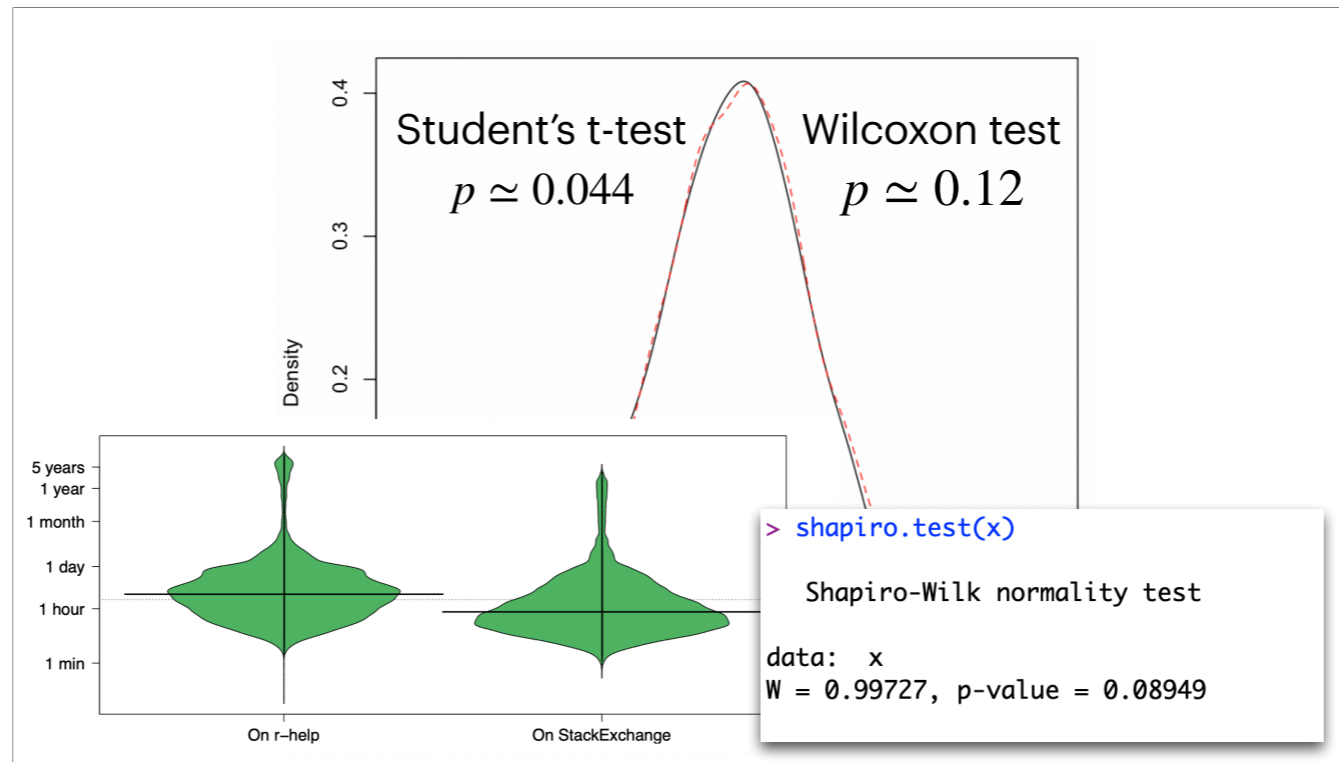 0.4
0.3
0.2
Density
Student’s t-test
p ≃ 0.044
Wilcoxon test
p ≃ 0.12
5 years
1 year
1 month
1 day
1 hour
1 min
On r−help
On StackExchange
> shapiro.test(x)
Shapiro-Wilk normality test
data:  x
W = 0.99727, p-value = 0.08949